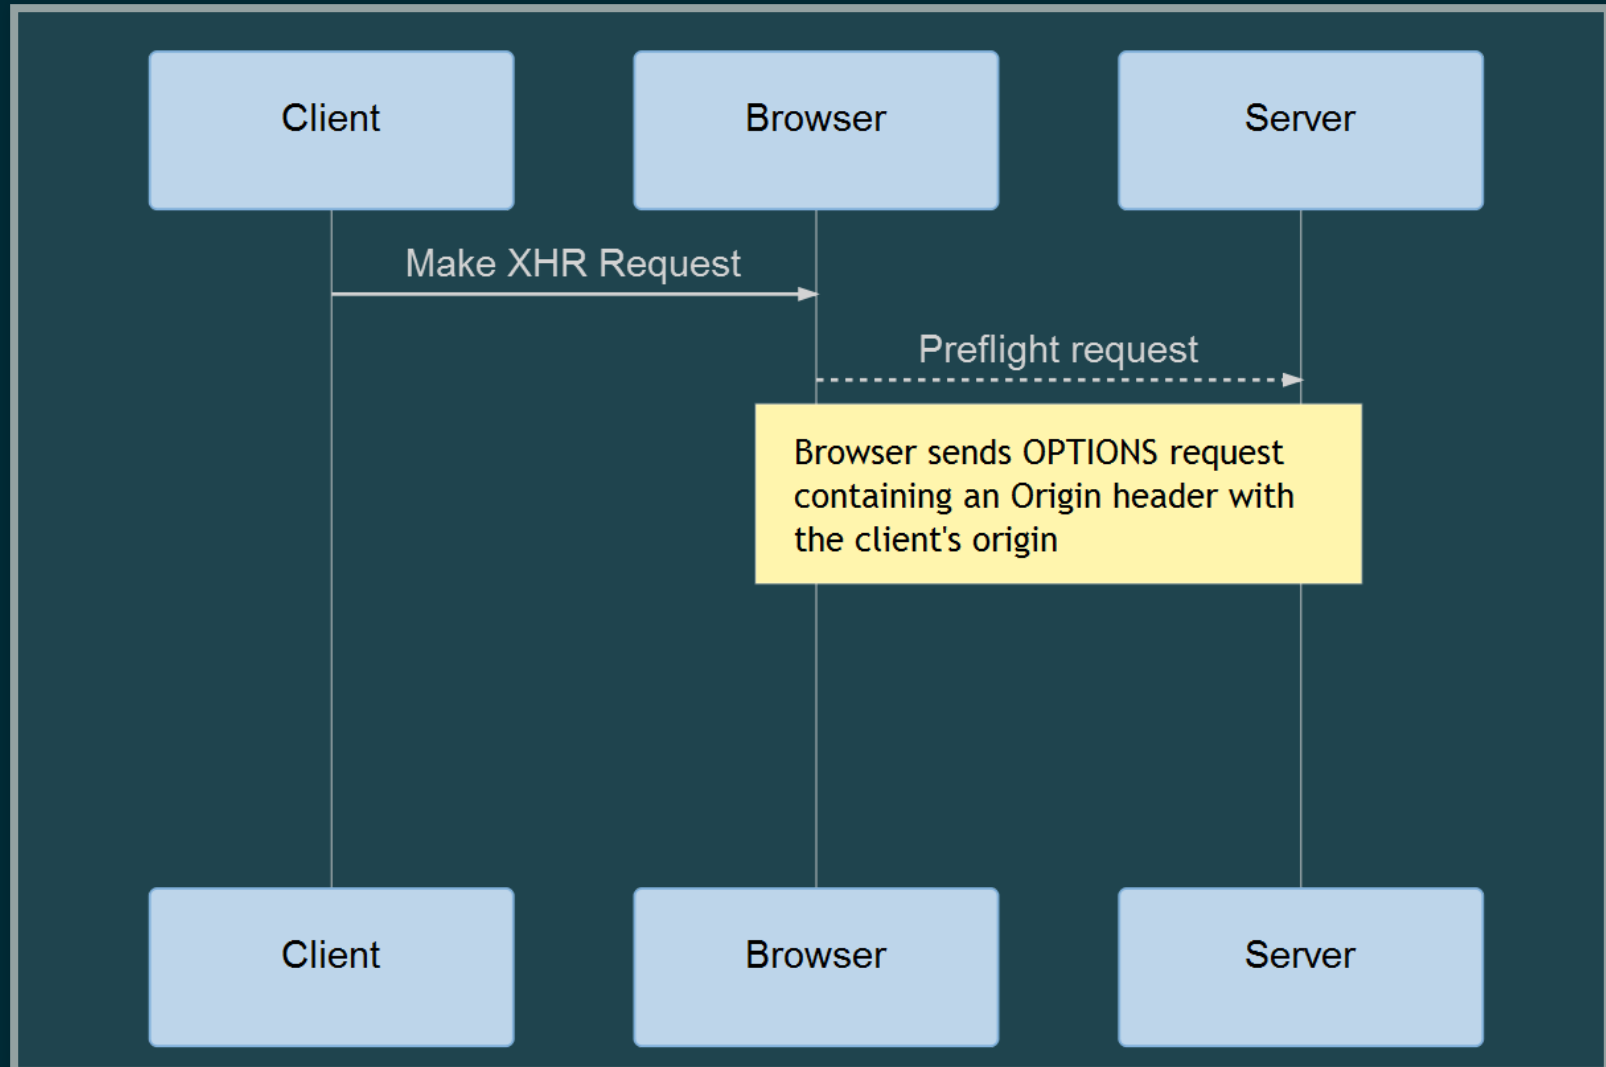 Client
Browser
Server
Make XHR Request
Preflight request
Browser sends OPTIONS request
containing an Origin header with
the client's origin
Client
Browser
Server